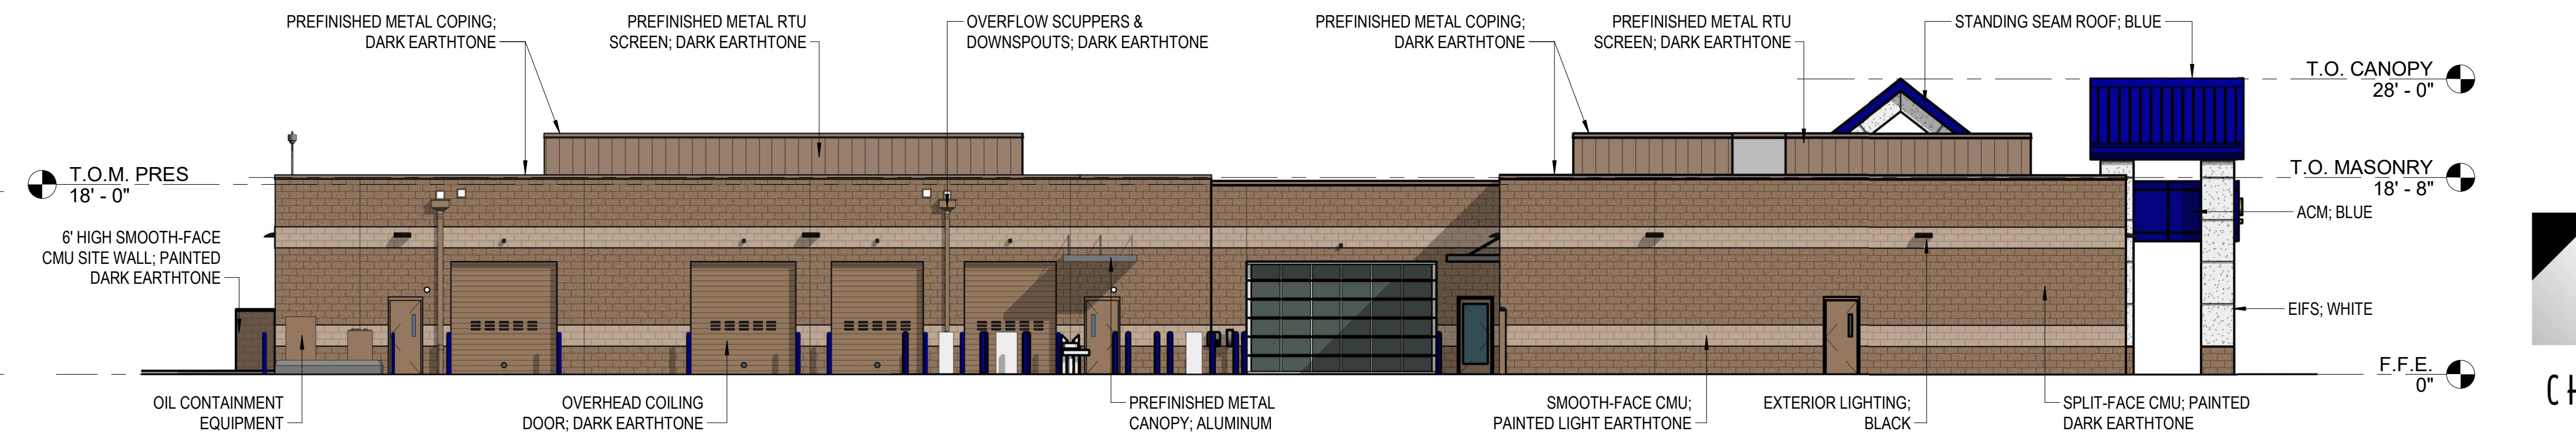 PREFINISHED METAL COPING;
DARK EARTHTONE
PREFINISHED METAL RTU
SCREEN; DARK EARTHTONE
OVERFLOW SCUPPERS &
DOWNSPOUTS; DARK EARTHTONE
PREFINISHED METAL COPING;
DARK EARTHTONE
PREFINISHED METAL RTU
SCREEN; DARK EARTHTONE
STANDING SEAM ROOF; BLUE
T.O. CANOPY
28' - 0"
T.O.M. PRES
18' - 0"
T.O. MASONRY
18' - 8"
ACM; BLUE
6' HIGH SMOOTH-FACE
CMU SITE WALL; PAINTED
DARK EARTHTONE
EIFS; WHITE
F.F.E.
0"
OIL CONTAINMENT
EQUIPMENT
OVERHEAD COILING
DOOR; DARK EARTHTONE
PREFINISHED METAL
CANOPY; ALUMINUM
SMOOTH-FACE CMU;
PAINTED LIGHT EARTHTONE
EXTERIOR LIGHTING;
BLACK
SPLIT-FACE CMU; PAINTED
DARK EARTHTONE
CH